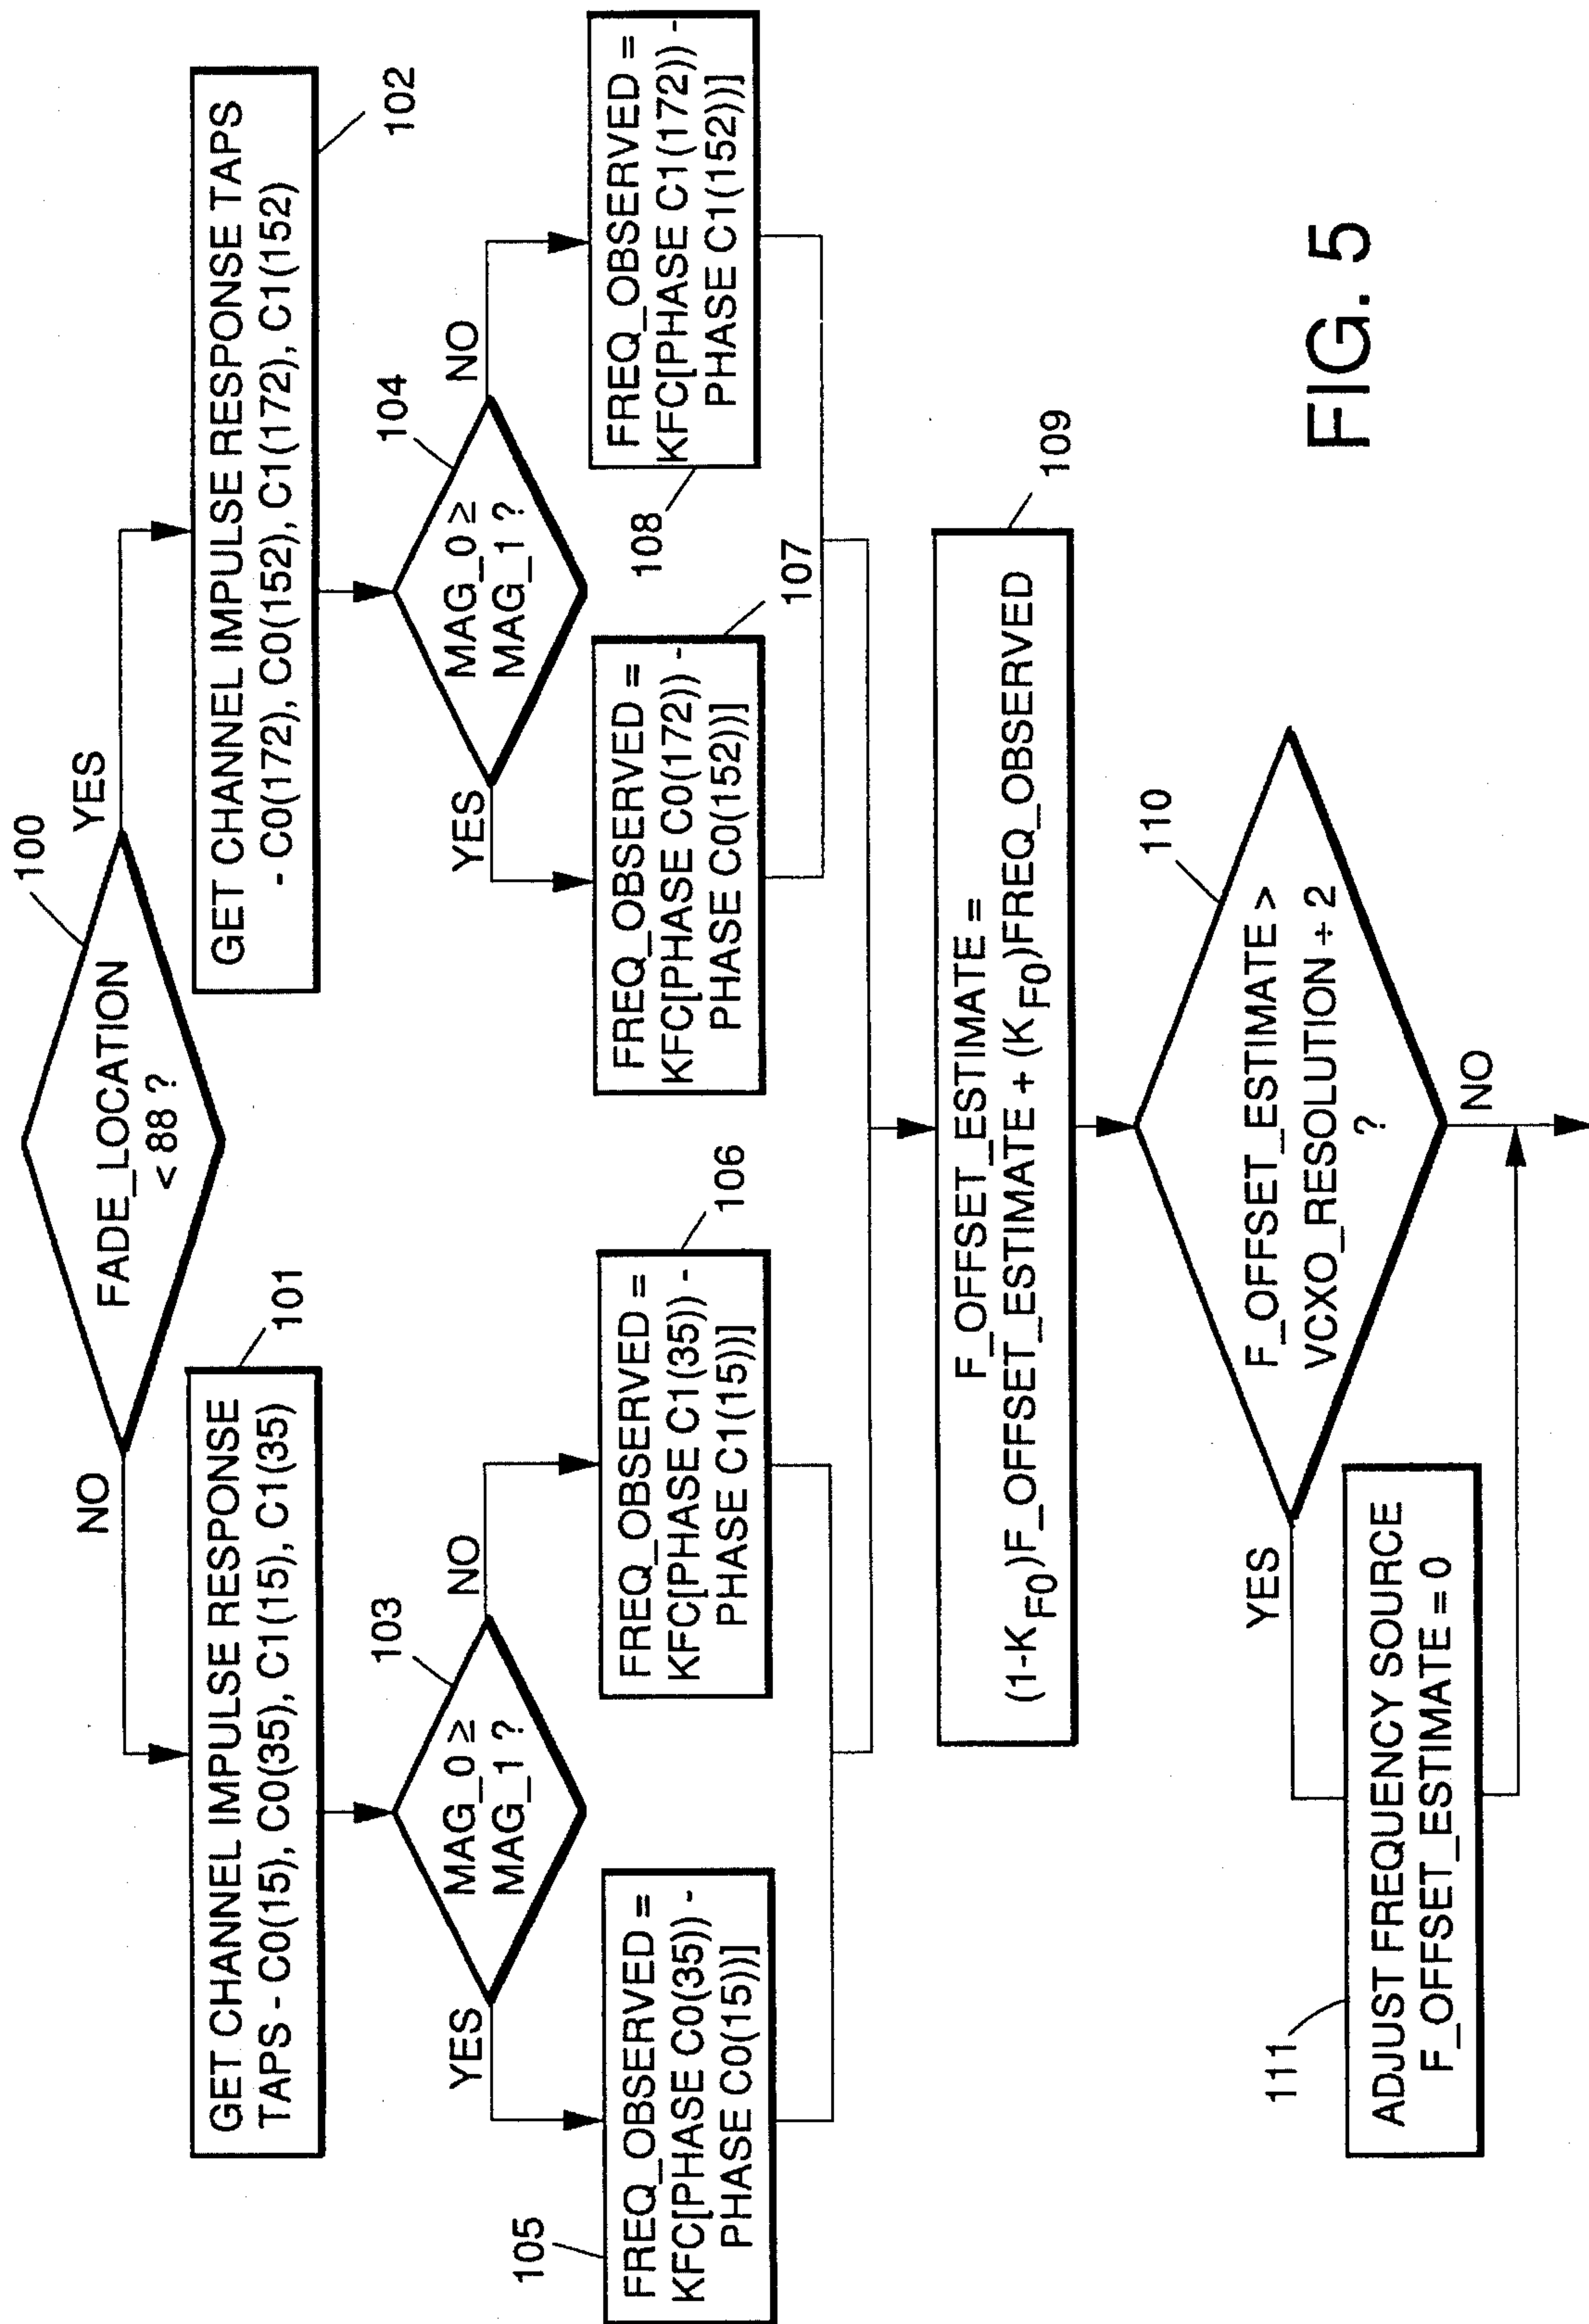 100
FADE_LOCATION
< 88 ?
NO
YES
101
GET CHANNEL IMPULSE RESPONSE
TAPS - C0(15), C0(35), C1(15), C1(35)
GET CHANNEL IMPULSE RESPONSE TAPS
- C0(172), C0(152), C1(172), C1(152)
102
103
MAG_0 ≥
MAG_1 ?
YES
NO
104
MAG_0 ≥
MAG_1 ?
YES
NO
105
FREQ_OBSERVED =
KFC[PHASE C0(35)) -
PHASE C0(15))]
FREQ_OBSERVED =
KFC[PHASE C1(35)) -
PHASE C1(15))]
106
FREQ_OBSERVED =
KFC[PHASE C0(172)) -
PHASE C0(152))]
107
FREQ_OBSERVED =
KFC[PHASE C1(172)) -
PHASE C1(152))]
108
F_OFFSET_ESTIMATE =
(1-KF0)F_OFFSET_ESTIMATE + (KF0)FREQ_OBSERVED
109
110
F_OFFSET_ESTIMATE >
VCXO_RESOLUTION ÷ 2
?
YES
NO
111
ADJUST FREQUENCY SOURCE
F_OFFSET_ESTIMATE = 0
FIG. 5